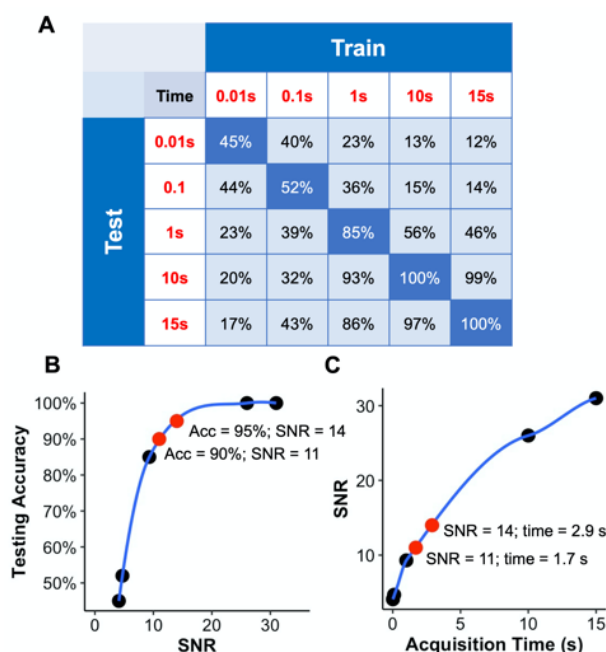 A
Train
Time 0.01s 0.1s 1s 10s 15s
Test
0.01s 45% 40% 23% 13% 12%
0.1 44% 52% 36% 15% 14%
1s 23% 39% 85% 56% 46%
10s 20% 32% 93% 100% 99%
15s 17% 43% 86% 97% 100%
B
100%
90%
80%
70%
60%
50%
Testing Accuracy
Acc = 95%; SNR = 14
Acc = 90%; SNR = 11
0 10 20 30
SNR
C
30
20
10
SNR
SNR = 14; time = 2.9 s
SNR = 11; time = 1.7 s
0 5 10 15
Acquisition Time (s)